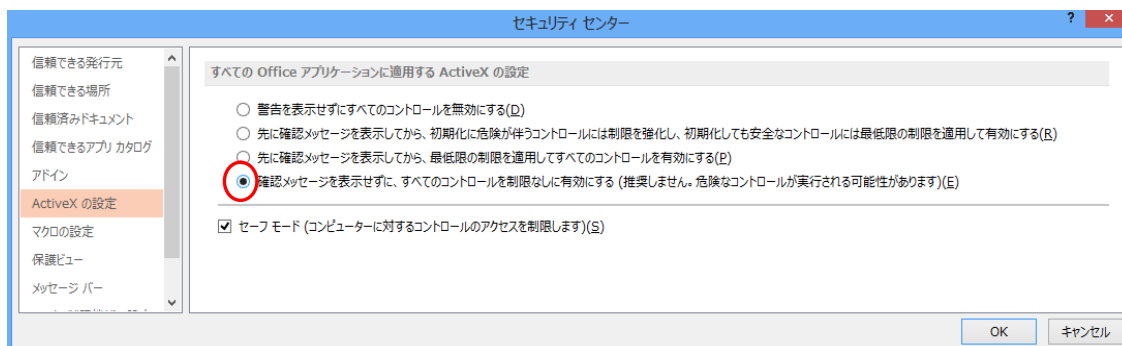 セキュリティ センター
?
信頼できる発行元
信頼できる場所
信頼済みドキュメント
信頼できるアプリ カタログ
アドイン
ActiveX の設定
マクロの設定
保護ビュー
メッセージ バー
すべての Office アプリケーションに適用する ActiveX の設定
警告を表示せずにすべてのコントロールを無効にする(D)
先に確認メッセージを表示してから、初期化に危険が伴うコントロールには制限を強化し、初期化しても安全なコントロールには最低限の制限を適用して有効にする(R)
先に確認メッセージを表示してから、最低限の制限を適用してすべてのコントロールを有効にする(P)
確認メッセージを表示せずに、すべてのコントロールを制限なしに有効にする (推奨しません。危険なコントロールが実行される可能性があります)(E)
セーフ モード (コンピューターに対するコントロールのアクセスを制限します)(S)
OK
キャンセル